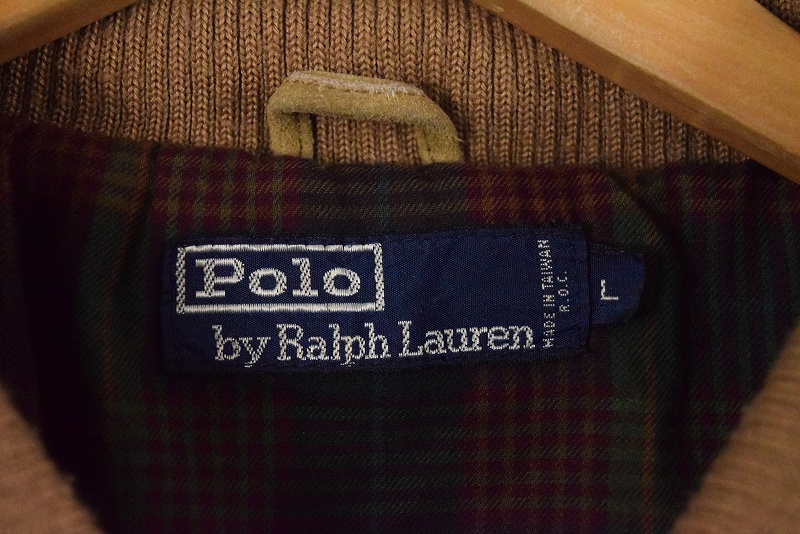 Polo
by Ralph Lauren
MADE IN TAIWAN
R.O.C.
L